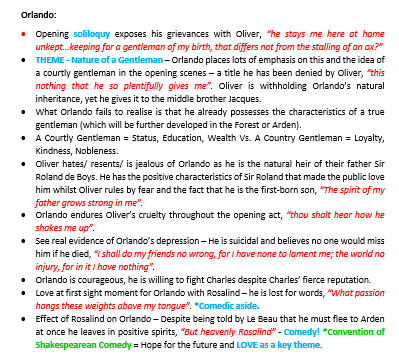 Orlando:
• Opening soliloquy exposes his grievances with Oliver, "he stays me here at home
unkept...keeping for a gentleman of my birth, that differs not from the stalling of an ox?"
• THEME - Nature of a Gentleman – Orlando places lots of emphasis on this and the idea of
a courtly gentleman in the opening scenes – a title he has been denied by Oliver, "this
nothing that he so plentifully gives me". Oliver is withholding Orlando's natural
inheritance, yet he gives it to the middle brother Jacques.
• What Orlando fails to realise is that he already possesses the characteristics of a true
gentleman (which will be further developed in the Forest or Arden).
• A Courtly Gentleman = Status, Education, Wealth Vs. A Country Gentleman = Loyalty,
Kindness, Nobleness.
• Oliver hates/ resents/ is jealous of Orlando as he is the natural heir of their father Sir
Roland de Boys. He has the positive characteristics of Sir Roland that made the public love
him whilst Oliver rules by fear and the fact that he is the first-born son, "The spirit of my
father grows strong in me".
• Orlando endures Oliver's cruelty throughout the opening act, "thou shalt hear how he
shakes me up".
• See real evidence of Orlando's depression – He is suicidal and believes no one would miss
him if he died, "I shall do my friends no wrong, for I have none to lament me; the world no
injury, for in it I have nothing".
• Orlando is courageous, he is willing to fight Charles despite Charles' fierce reputation.
• Love at first sight moment for Orlando with Rosalind – he is lost for words, "What passion
hangs these weights above my tongue". *Comedic aside.
• Effect of Rosalind on Orlando – Despite being told by Le Beau that he must flee to Arden
at once he leaves in positive spirits, "But heavenly Rosalind" - Comedy! *Convention of
Shakespearean Comedy = Hope for the future and LOVE as a key theme.